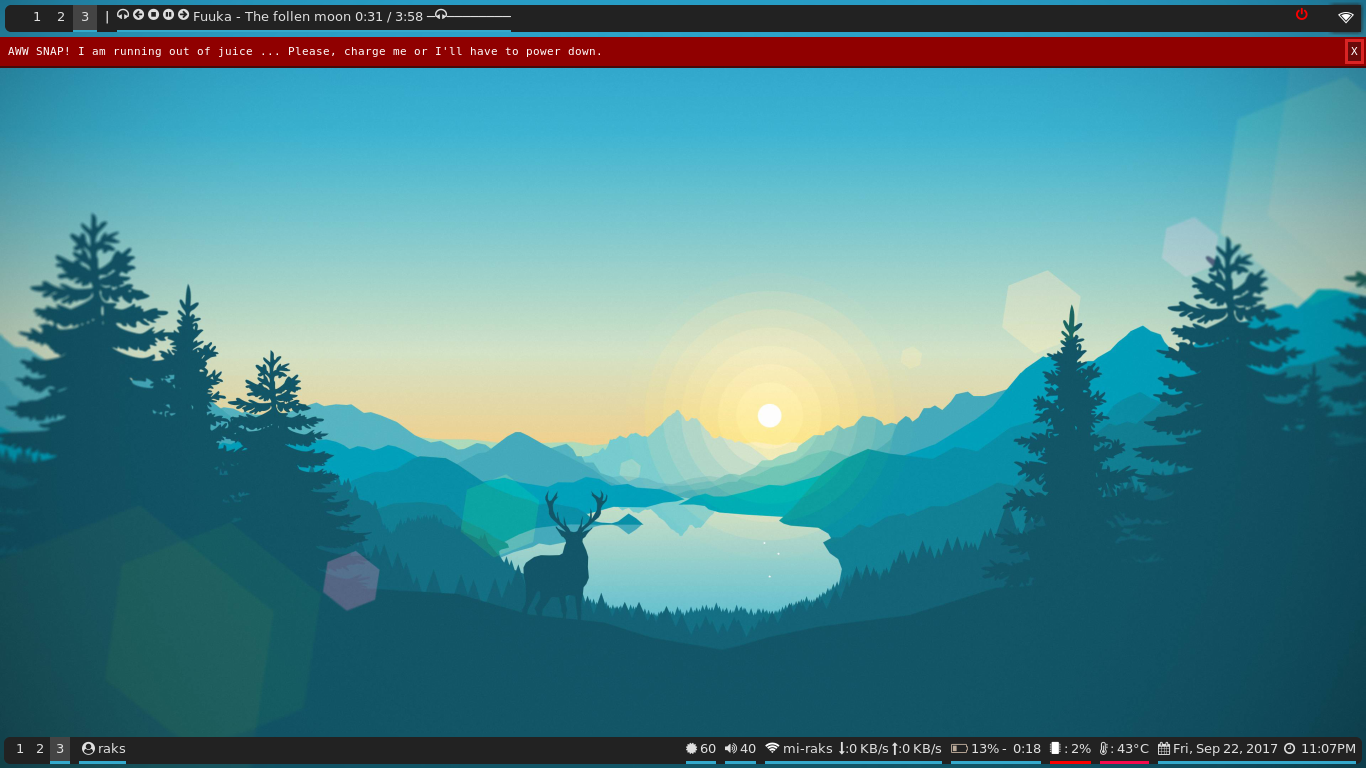 1 2 3 | Fuuka - The follen moon 0:31 / 3:58
AWW SNAP! I am running out of juice ... Please, charge me or I'll have to power down. X
1 2 3 raks 60 40 mi-raks ↓:0 KB/s ↑:0 KB/s 13% - 0:18 : 2% : 43°C Fri, Sep 22, 2017 11:07PM